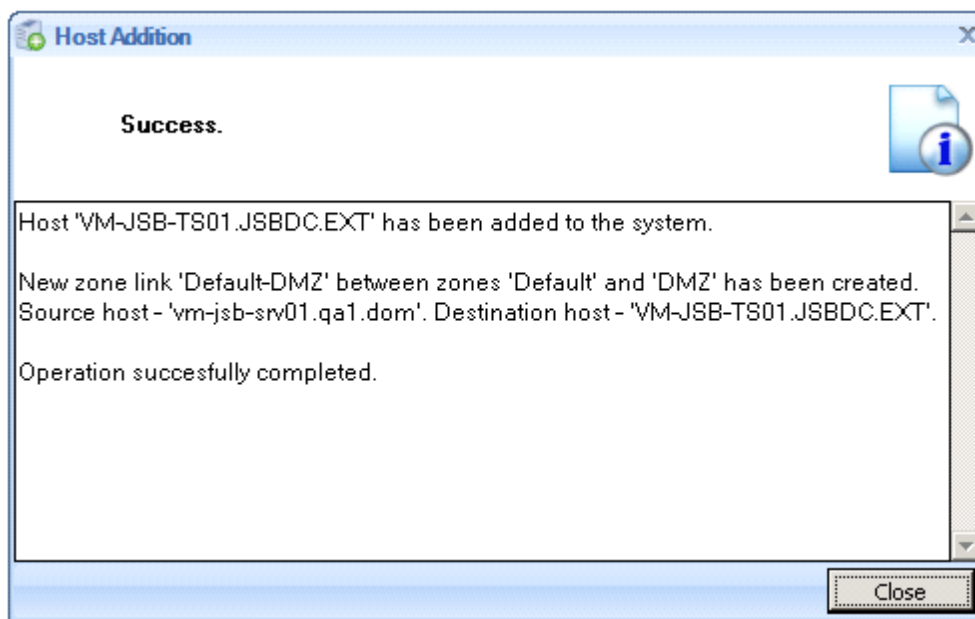 Host Addition
Success.
Host 'VM-JSB-TS01.JSBDC.EXT' has been added to the system.
New zone link 'Default-DMZ' between zones 'Default' and 'DMZ' has been created.
Source host - 'vm-jsb-srv01.qa1.dom'. Destination host - 'VM-JSB-TS01.JSBDC.EXT'.
Operation succesfully completed.
Close